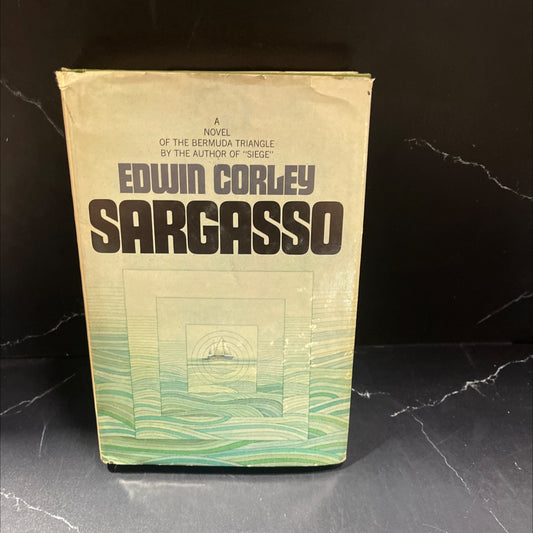 A
NOVEL
OF THE BERMUDA TRIANGLE
BY THE AUTHOR OF "SIEGE"
EDWIN CORLEY
SARGASSO